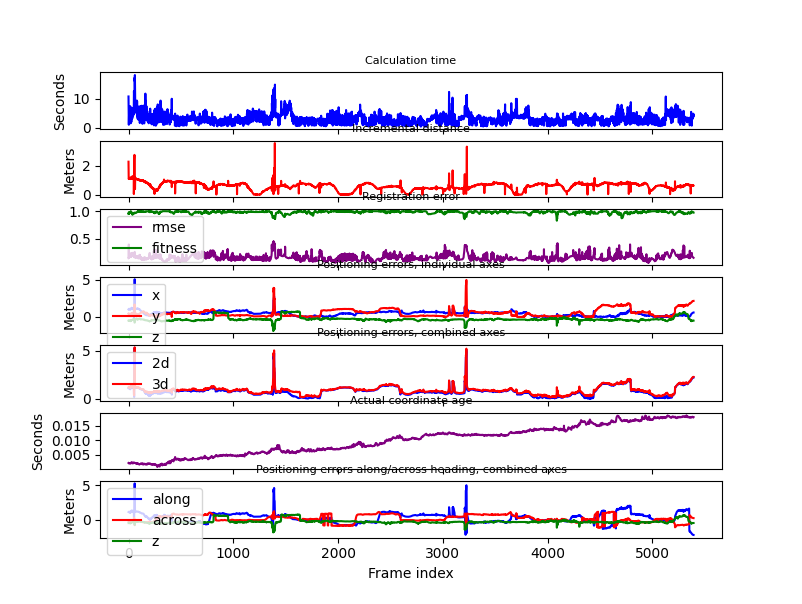 Calculation time
Seconds
10
0
Incremental distance
Meters
2
0
Registration error
1.0
0.5
rmse
fitness
Positioning errors, individual axes
Meters
5
0
x
y
z
Positioning errors, combined axes
Meters
5
0
2d
3d
Actual coordinate age
Seconds
0.015
0.010
0.005
Positioning errors along/across heading, combined axes
Meters
5
0
along
across
z
0 1000 2000 3000 4000 5000
Frame index